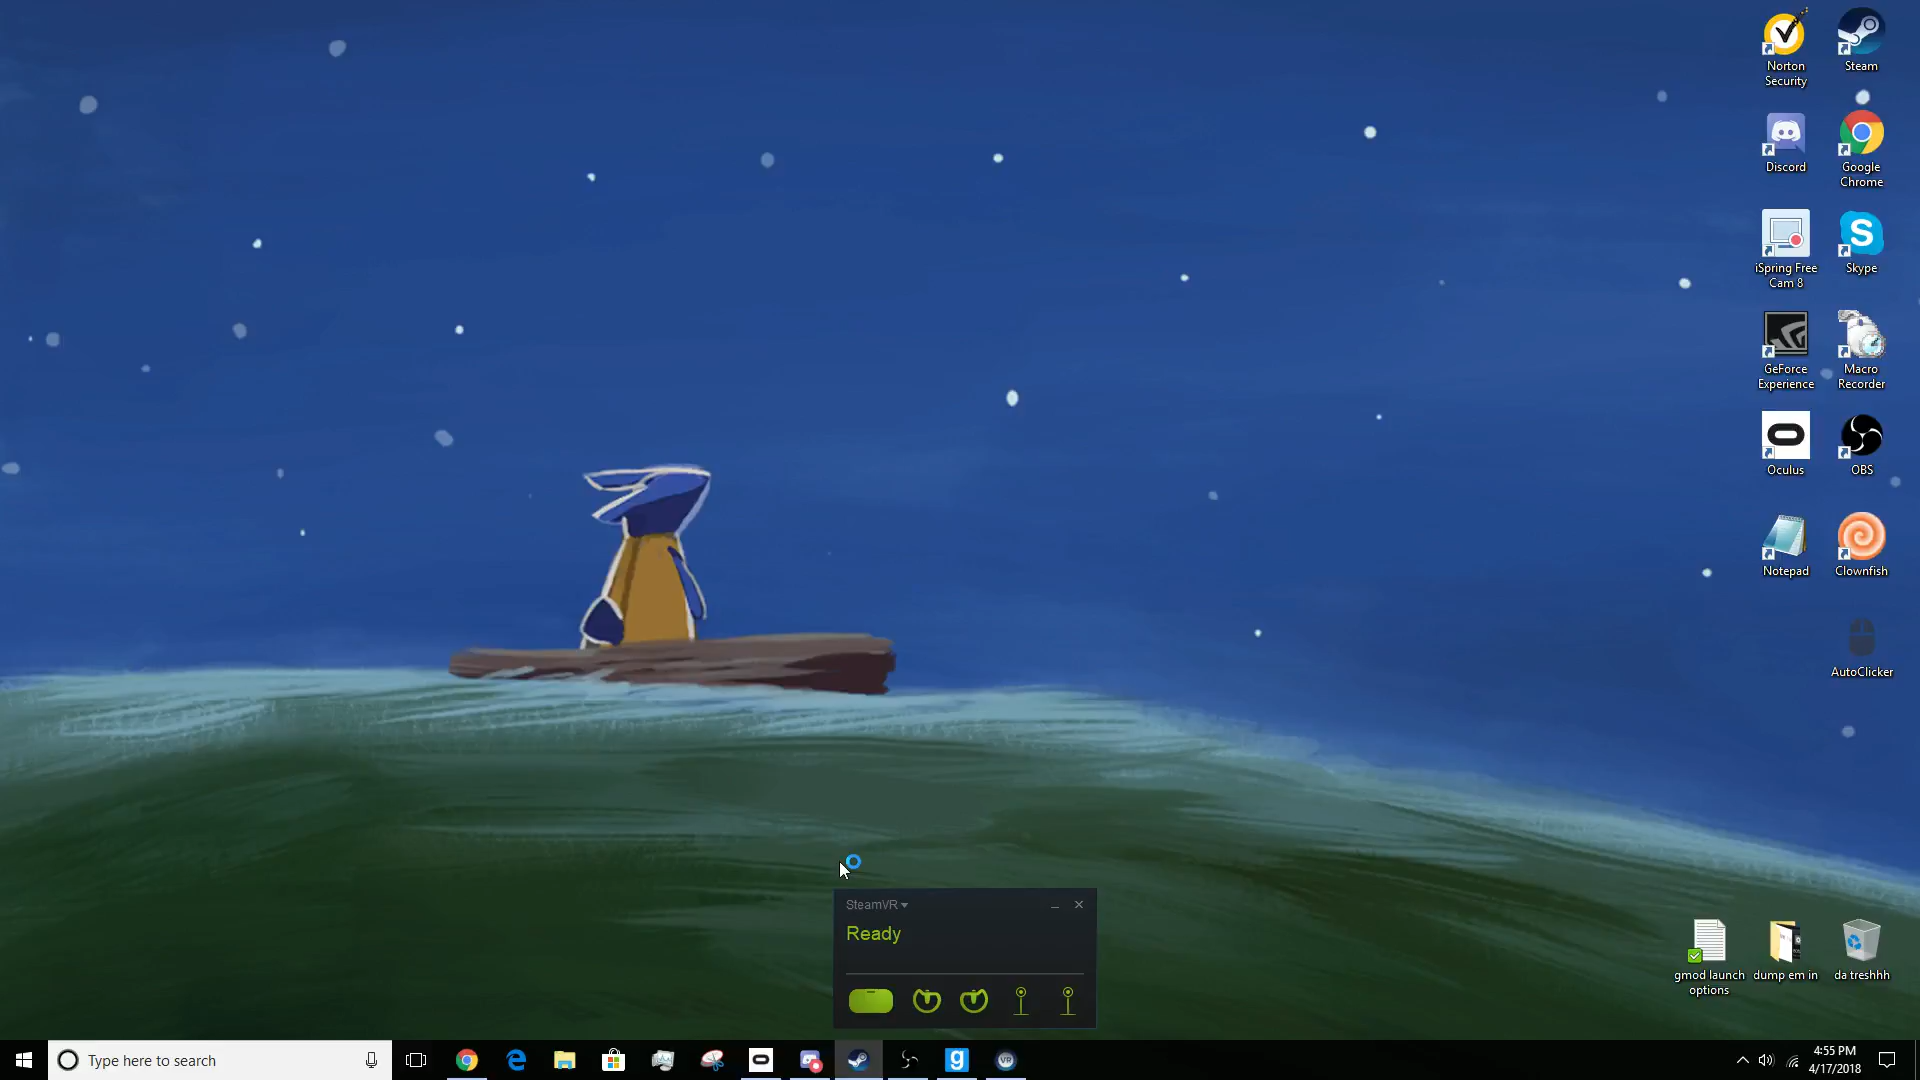 Norton
Security
Steam
Discord
Google
Chrome
iSpring Free
Cam 8
Skype
GeForce
Experience
Macro
Recorder
Oculus
OBS
Notepad
Clownfish
AutoClicker
SteamVR
Ready
gmod launch
options
dump em in
da treshhh
Type here to search
VR
4:55 PM
4/17/2018